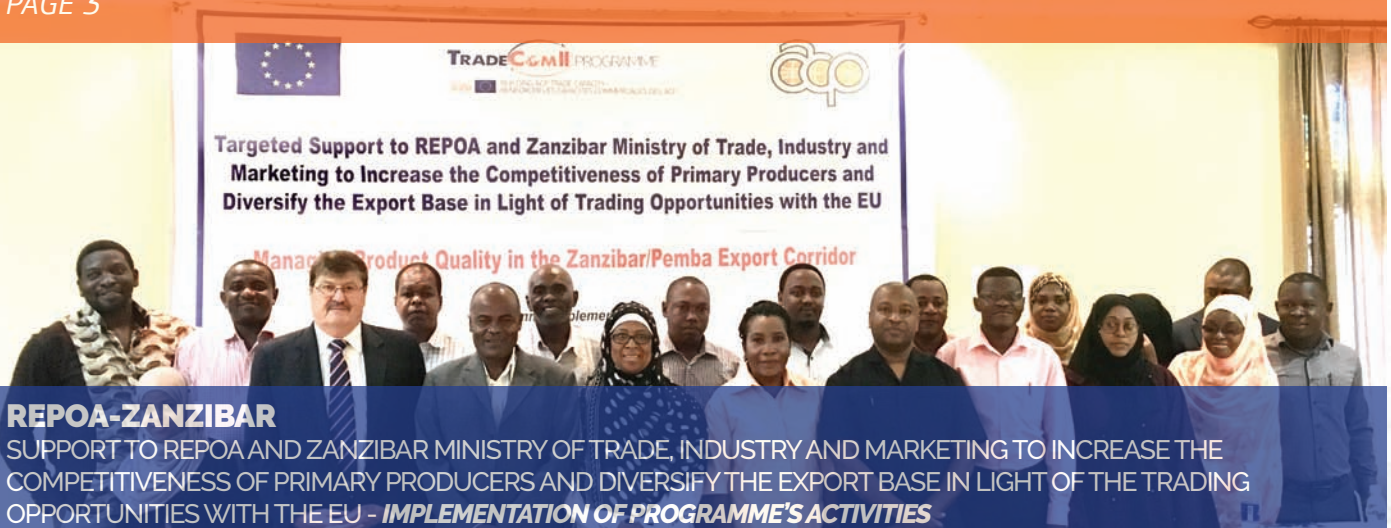 PAGE 3
TRADECOMII PROGRAMME
acp
Targeted Support to REPOA and Zanzibar Ministry of Trade, Industry and
Marketing to Increase the Competitiveness of Primary Producers and
Diversify the Export Base in Light of Trading Opportunities with the EU
Product Quality in the Zanzibar/Pemba Export Corridor
REPOA-ZANZIBAR
SUPPORT TO REPOA AND ZANZIBAR MINISTRY OF TRADE, INDUSTRY AND MARKETING TO INCREASE THE
COMPETITIVENESS OF PRIMARY PRODUCERS AND DIVERSIFY THE EXPORT BASE IN LIGHT OF THE TRADING
OPPORTUNITIES WITH THE EU - IMPLEMENTATION OF PROGRAMME'S ACTIVITIES